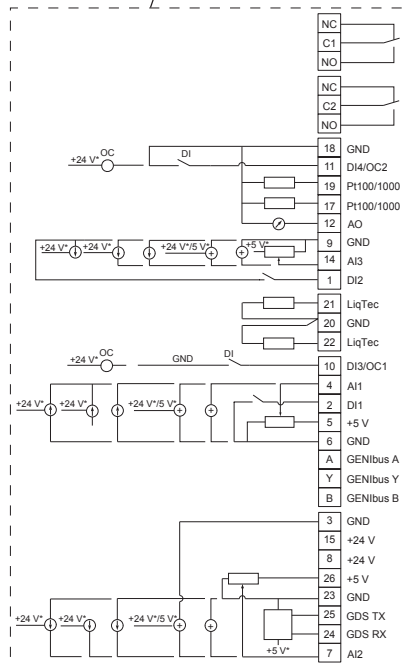 NC
C1
NO
NC
C2
NO
18 GND
+24 V* OC DI 11 DI4/OC2
19 Pt100/1000
17 Pt100/1000
12 AO
9 GND
+24 V* +24 V* +24 V*/5 V* +5 V*
14 AI3
1 DI2
21 LiqTec
20 GND
22 LiqTec
+24 V* OC GND DI 10 DI3/OC1
4 AI1
+24 V* +24 V* +24 V*/5 V* 2 DI1
5 +5 V
6 GND
A GENIbus A
Y GENIbus Y
B GENIbus B
3 GND
15 +24 V
8 +24 V
26 +5 V
23 GND
25 GDS TX
+24 V* +24 V* +24 V*/5 V* 24 GDS RX
+5 V* 7 AI2